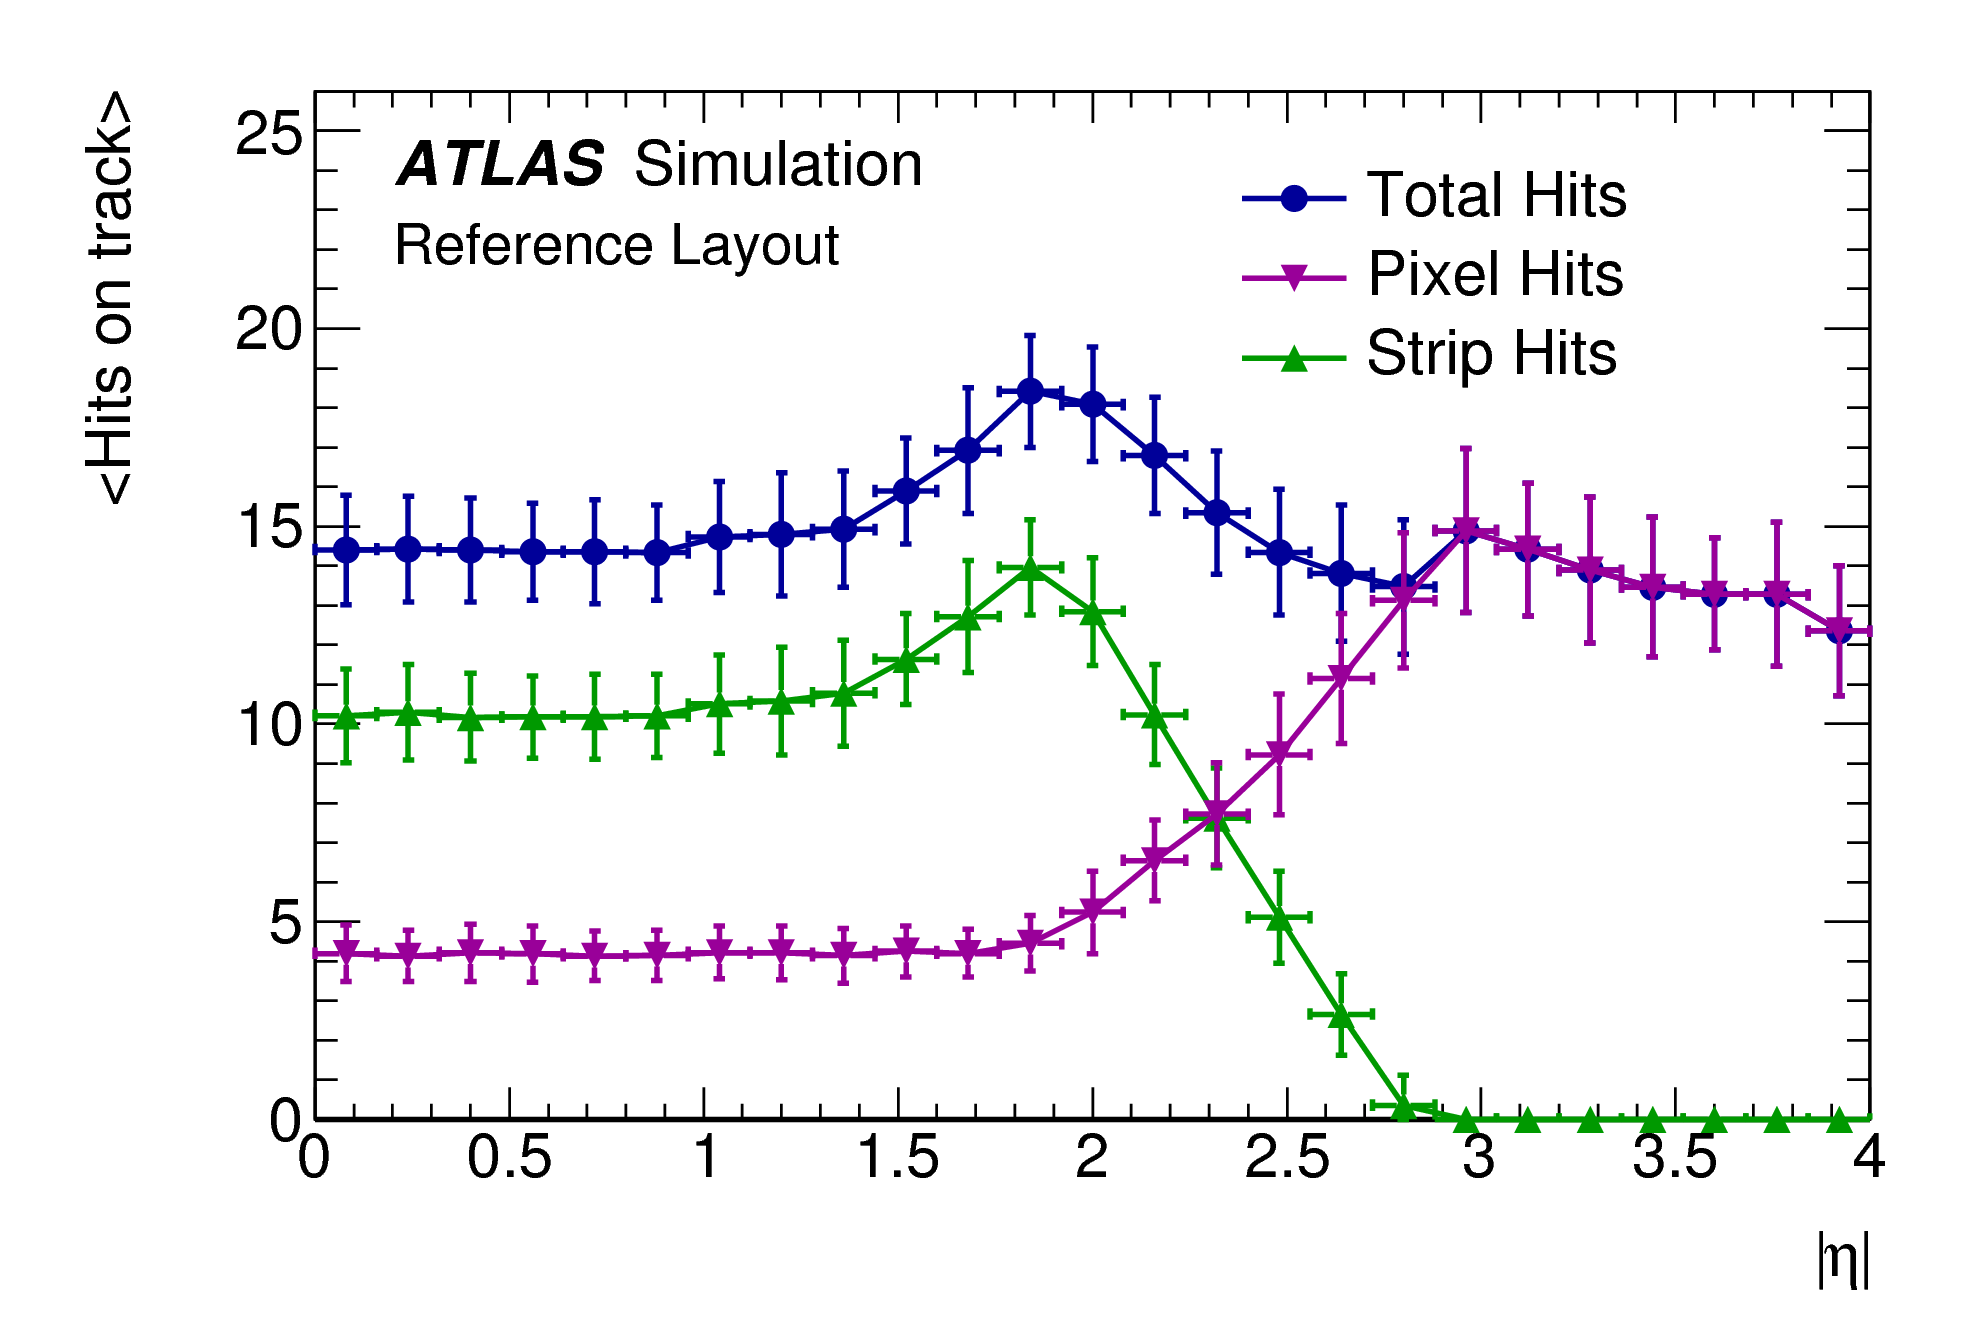 <Hits on track>
25
20
15
10
5
0
ATLAS Simulation
Reference Layout
Total Hits
Pixel Hits
Strip Hits
0 0.5 1 1.5 2 2.5 3 3.5 4
|η|